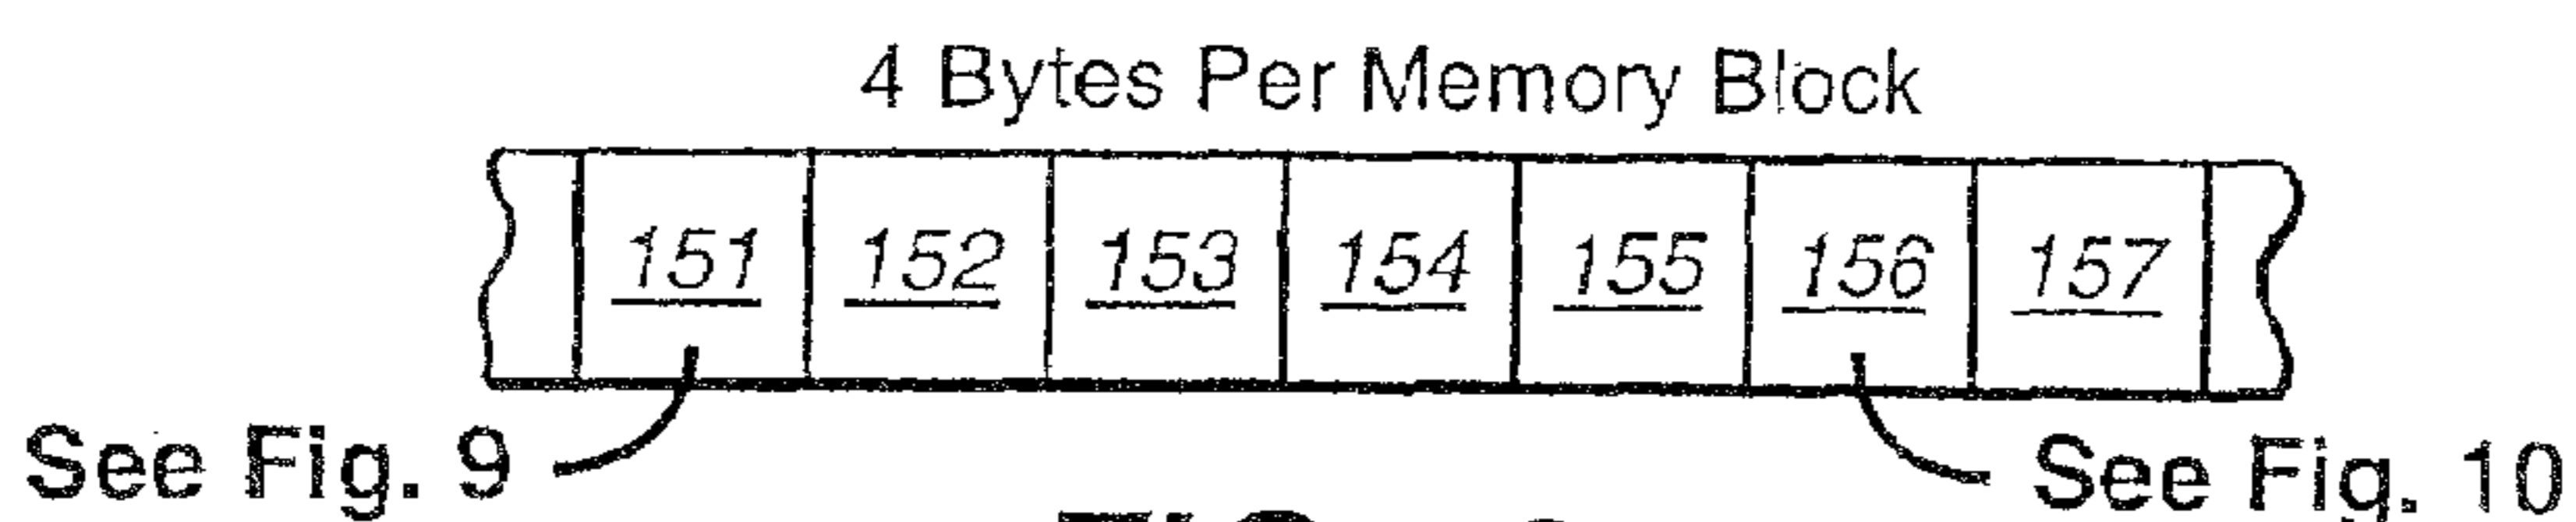 4 Bytes Per Memory Block
151 152 153 154 155 156 157
See Fig. 9
See Fig. 10